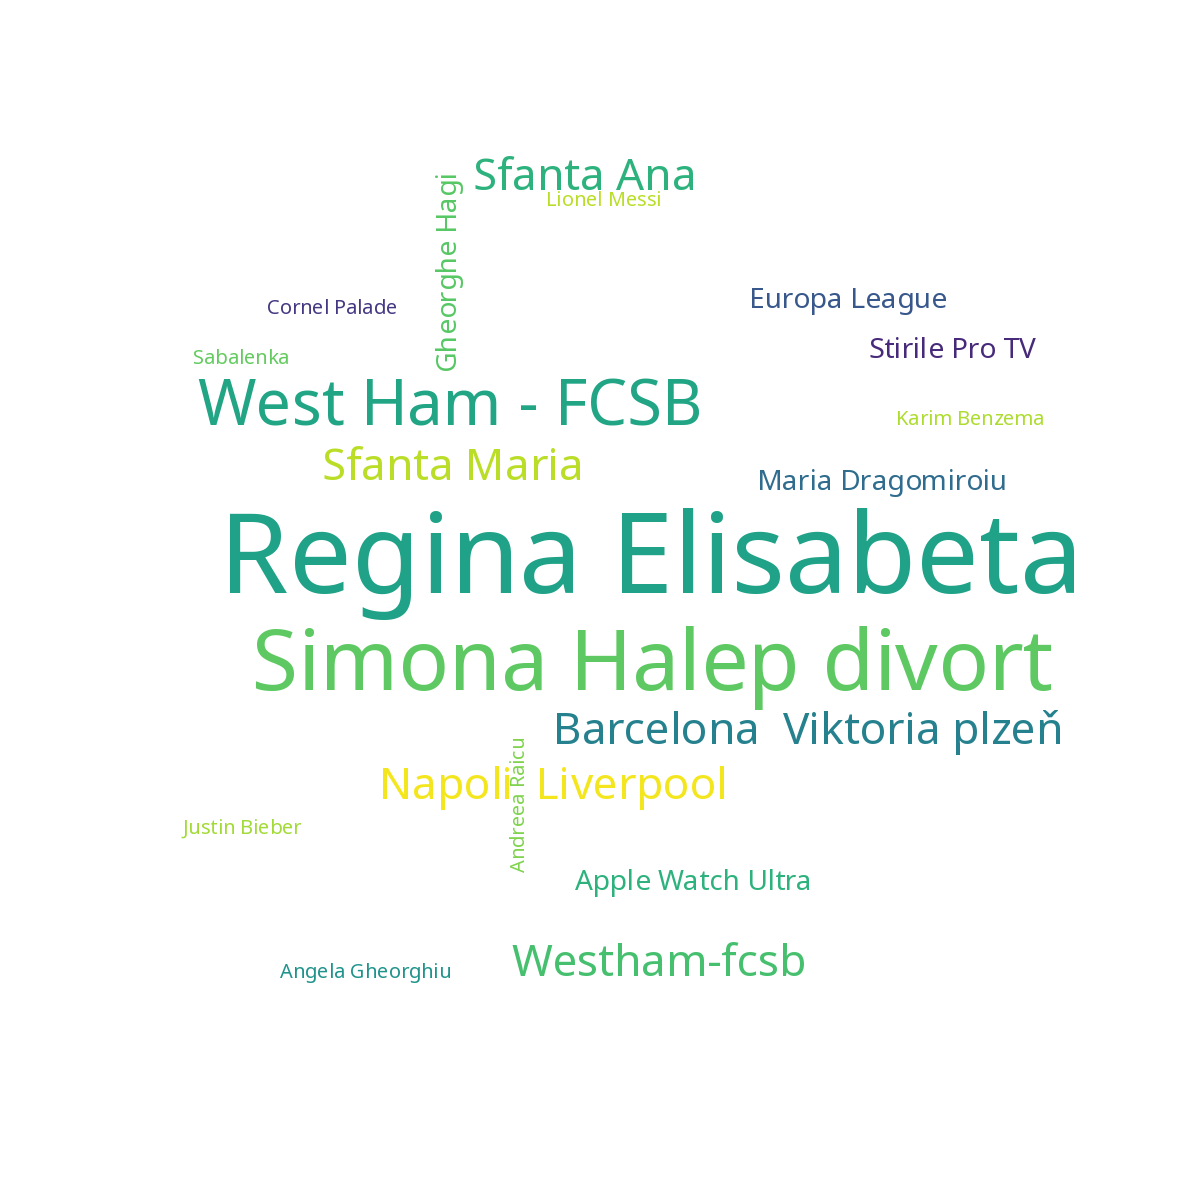 Sfanta Ana
Lionel Messi
Gheorghe Hagi
Europa League
Cornel Palade
Stirile Pro TV
Sabalenka
West Ham - FCSB
Karim Benzema
Sfanta Maria
Maria Dragomiroiu
Regina Elisabeta
Simona Halep divort
Barcelona  Viktoria plzeň
Napoli  Liverpool
Andreea Raicu
Justin Bieber
Apple Watch Ultra
Westham-fcsb
Angela Gheorghiu